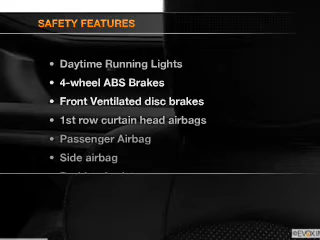 SAFETY FEATURES
• Daytime Running Lights
• 4-wheel ABS Brakes
• Front Ventilated disc brakes
• 1st row curtain head airbags
• Passenger Airbag
• Side airbag